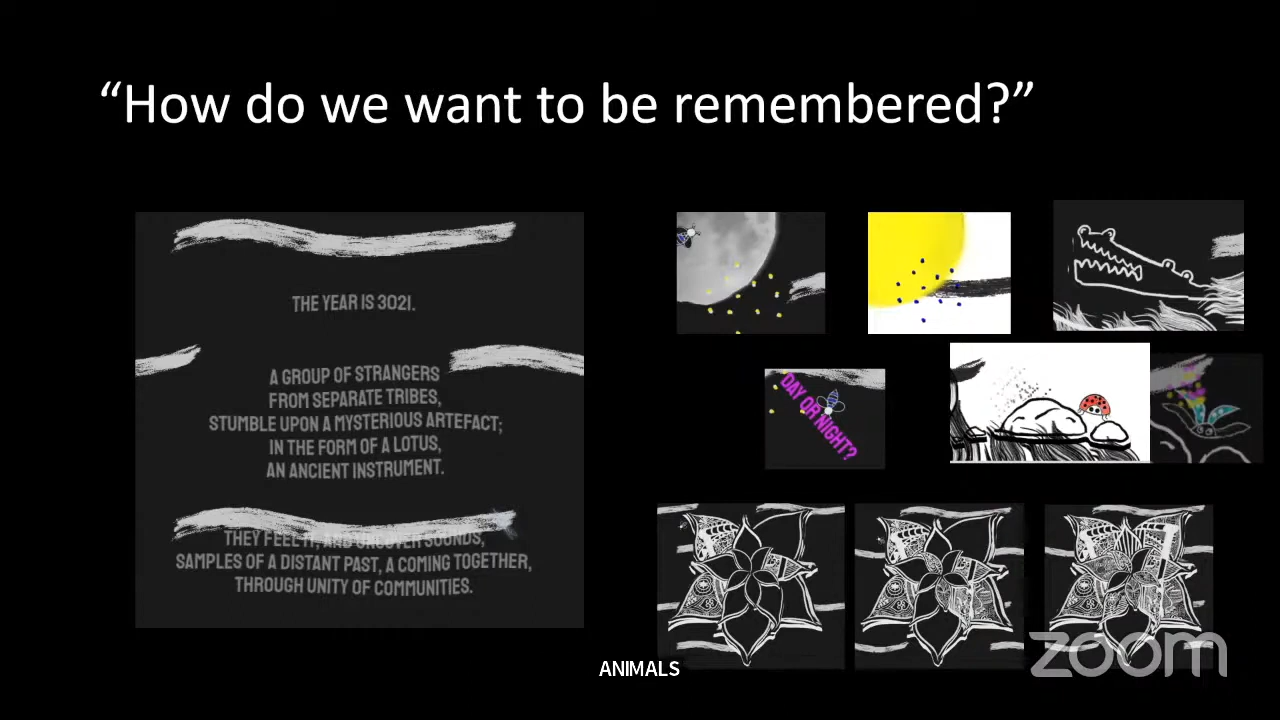 “How do we want to be remembered?”
THE YEAR IS 3021.
A GROUP OF STRANGERS
FROM SEPARATE TRIBES,
STUMBLE UPON A MYSTERIOUS ARTEFACT;
IN THE FORM OF A LOTUS,
AN ANCIENT INSTRUMENT.
THEY FEEL IT, AND UNCOVER SOUNDS,
SAMPLES OF A DISTANT PAST, A COMING TOGETHER,
THROUGH UNITY OF COMMUNITIES.
DAY OR NIGHT?
ANIMALS
zoom